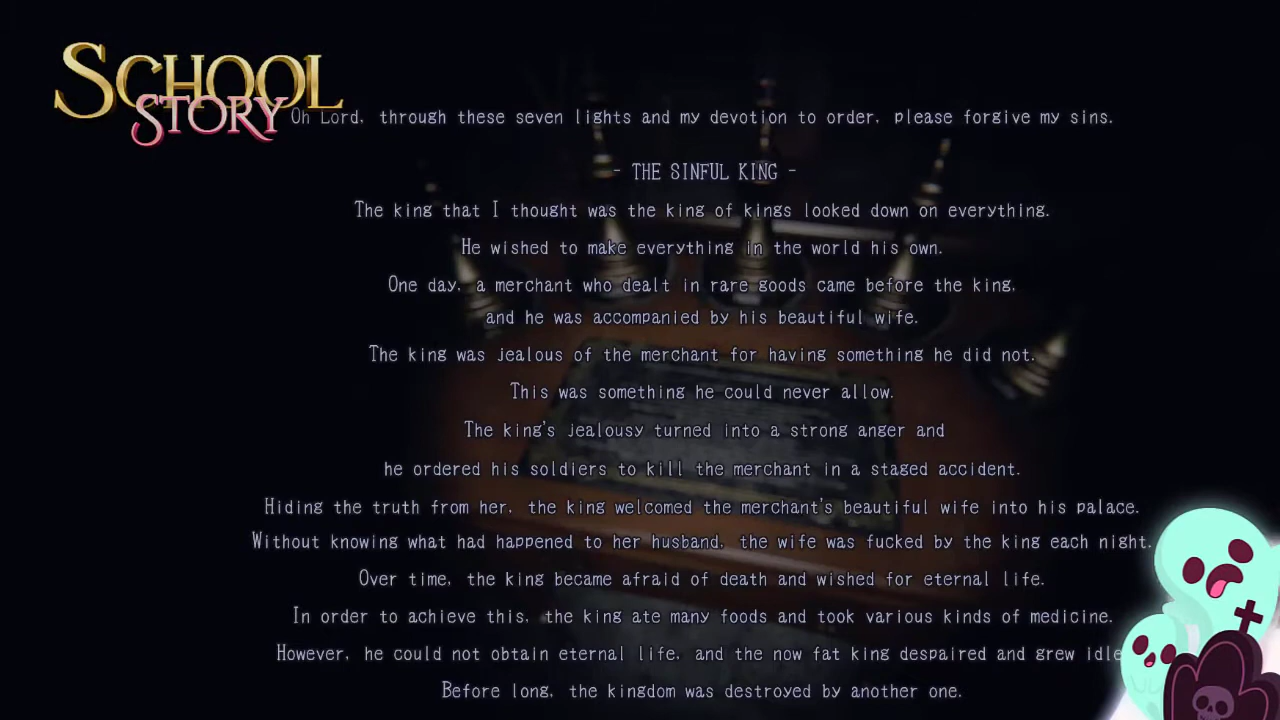 SCHOOL
STORY
Oh Lord, through these seven lights and my devotion to order, please forgive my sins.
- THE SINFUL KING -
The king that I thought was the king of kings looked down on everything.
He wished to make everything in the world his own.
One day, a merchant who dealt in rare goods came before the king,
and he was accompanied by his beautiful wife.
The king was jealous of the merchant for having something he did not.
This was something he could never allow.
The king's jealousy turned into a strong anger and
he ordered his soldiers to kill the merchant in a staged accident.
Hiding the truth from her, the king welcomed the merchant's beautiful wife into his palace.
Without knowing what had happened to her husband, the wife was fucked by the king each night.
Over time, the king became afraid of death and wished for eternal life.
In order to achieve this, the king ate many foods and took various kinds of medicine.
However, he could not obtain eternal life, and the now fat king despaired and grew idle
Before long, the kingdom was destroyed by another one.